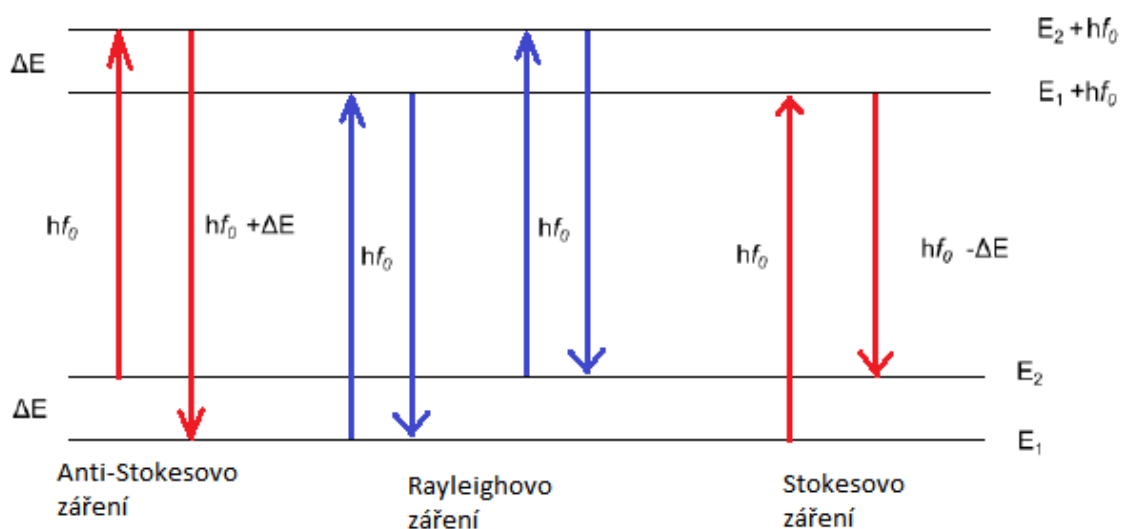 E₂ + hf₀
ΔE
E₁ + hf₀
hf₀
hf₀ + ΔE
hf₀
hf₀
hf₀
hf₀ - ΔE
E₂
ΔE
E₁
Anti-Stokesovo
záření
Rayleighovo
záření
Stokesovo
záření